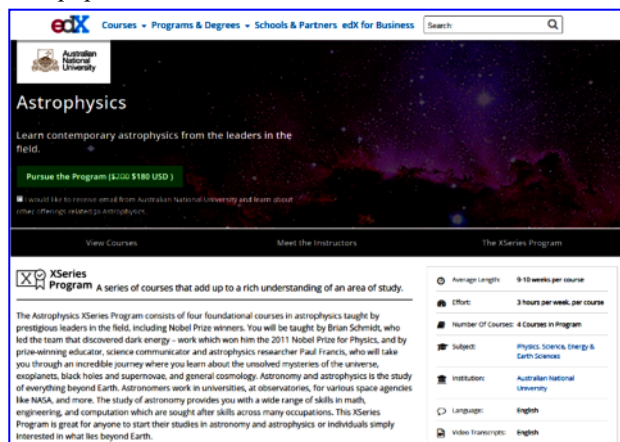 edX Courses Programs & Degrees Schools & Partners edX for Business Search:
Australian
National
University
Astrophysics
Learn contemporary astrophysics from the leaders in the
field.
Pursue the Program ($200 $180 USD )
I would like to receive email from Australian National University and learn about
other offerings related to Astrophysics.
View Courses Meet the Instructors The XSeries Program
XSeries
Program A series of courses that add up to a rich understanding of an area of study.
The Astrophysics XSeries Program consists of four foundational courses in astrophysics taught by
prestigious leaders in the field, including Nobel Prize winners. You will be taught by Brian Schmidt, who
led the team that discovered dark energy – work which won him the 2011 Nobel Prize for Physics, and by
prize-winning educator, science communicator and astrophysics researcher Paul Francis, who will take
you through an incredible journey where you learn about the unsolved mysteries of the universe,
exoplanets, black holes and supernovae, and general cosmology. Astronomy and astrophysics is the study
of everything beyond Earth. Astronomers work in universities, at observatories, for various space agencies
like NASA, and more. The study of astronomy provides you with a wide range of skills in math,
engineering, and computation which are sought after skills across many occupations. This XSeries
Program is great for anyone to start their studies in astronomy and astrophysics or individuals simply
interested in what lies beyond Earth.
Average Length: 9-10 weeks per course
Effort: 3 hours per week, per course
Number Of Courses: 4 Courses in Program
Subject: Physics, Science, Energy &
Earth Sciences
Institution: Australian National
University
Language: English
Video Transcripts: English